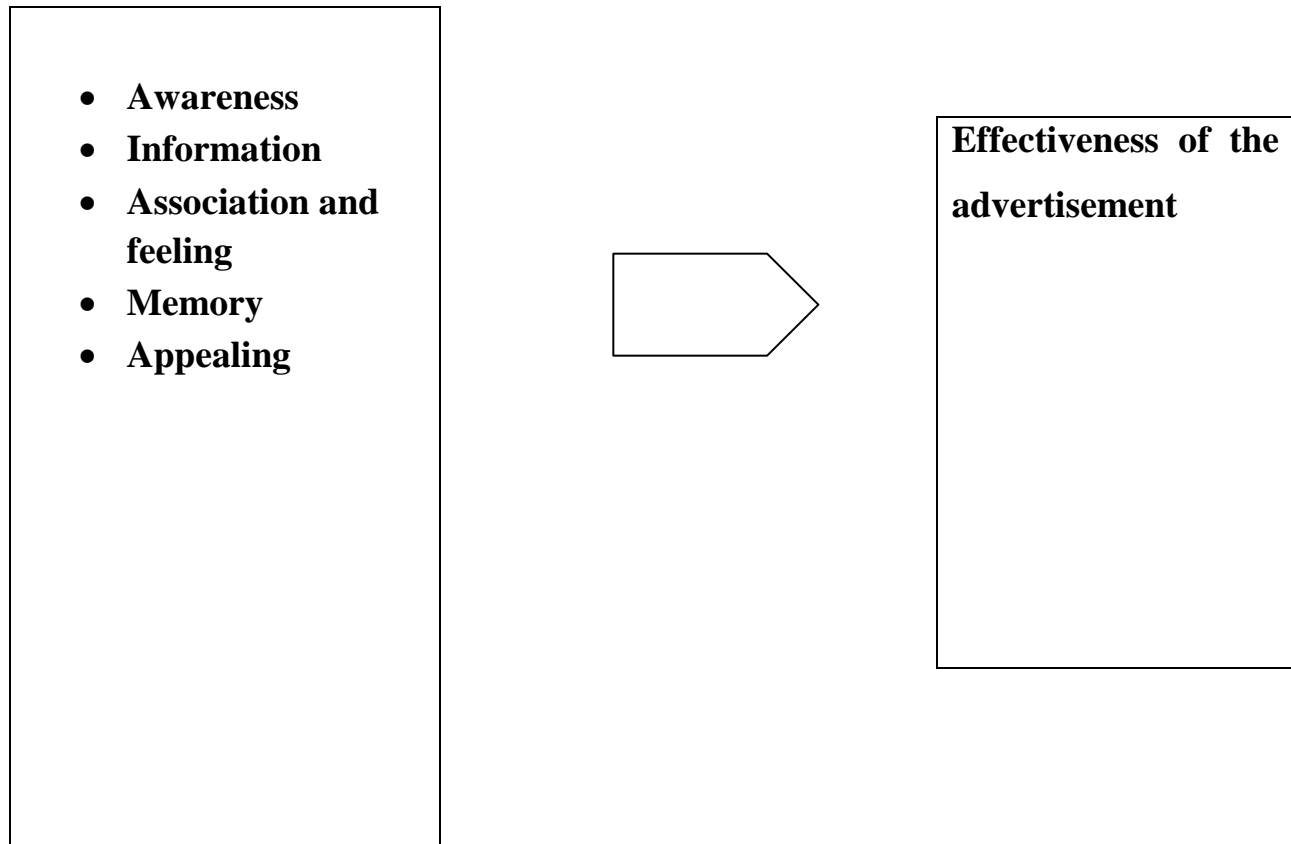 • Awareness
• Information
• Association and
feeling
• Memory
• Appealing
Effectiveness of the
advertisement